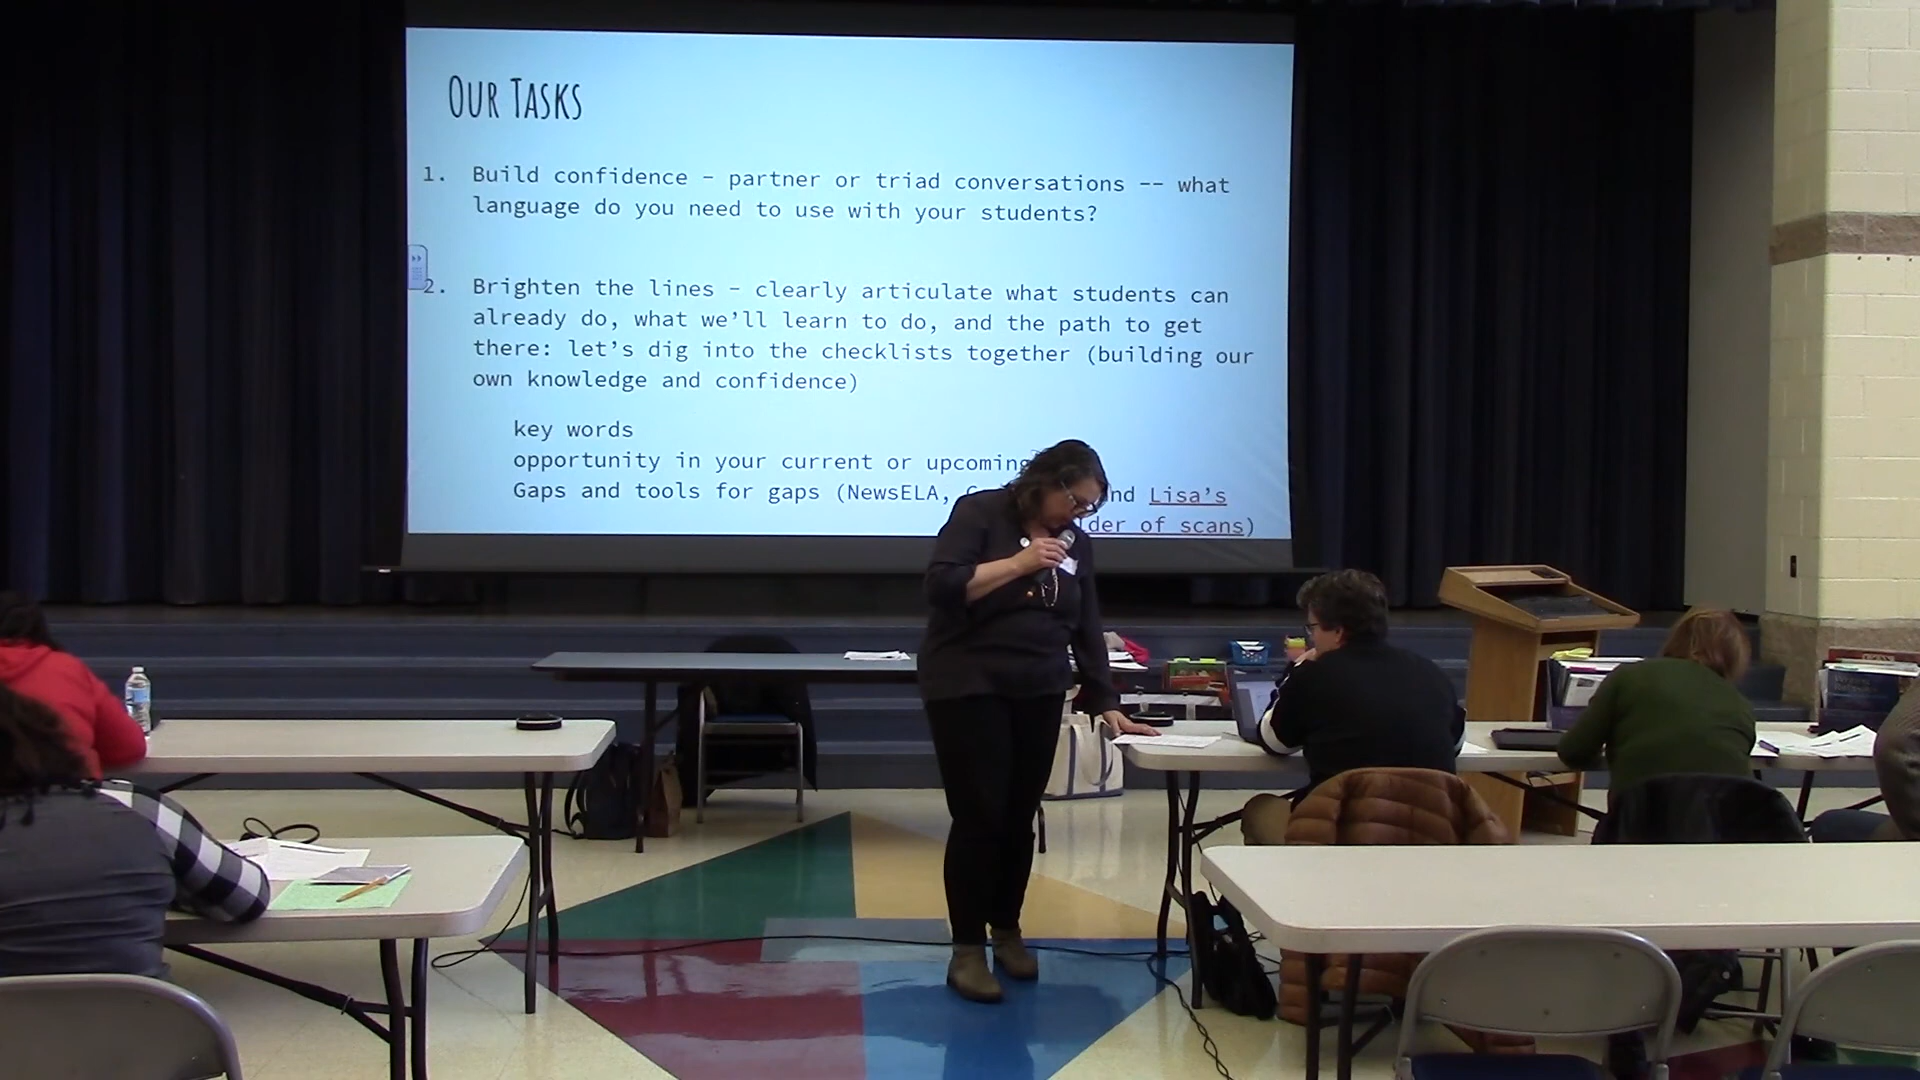 Our Tasks
1. Build confidence – partner or triad conversations -- what
language do you need to use with your students?
2. Brighten the lines – clearly articulate what students can
already do, what we'll learn to do, and the path to get
there: let's dig into the checklists together (building our
own knowledge and confidence)
key words
opportunity in your current or upcoming
Gaps and tools for gaps (NewsELA, Lisa's
of scans)